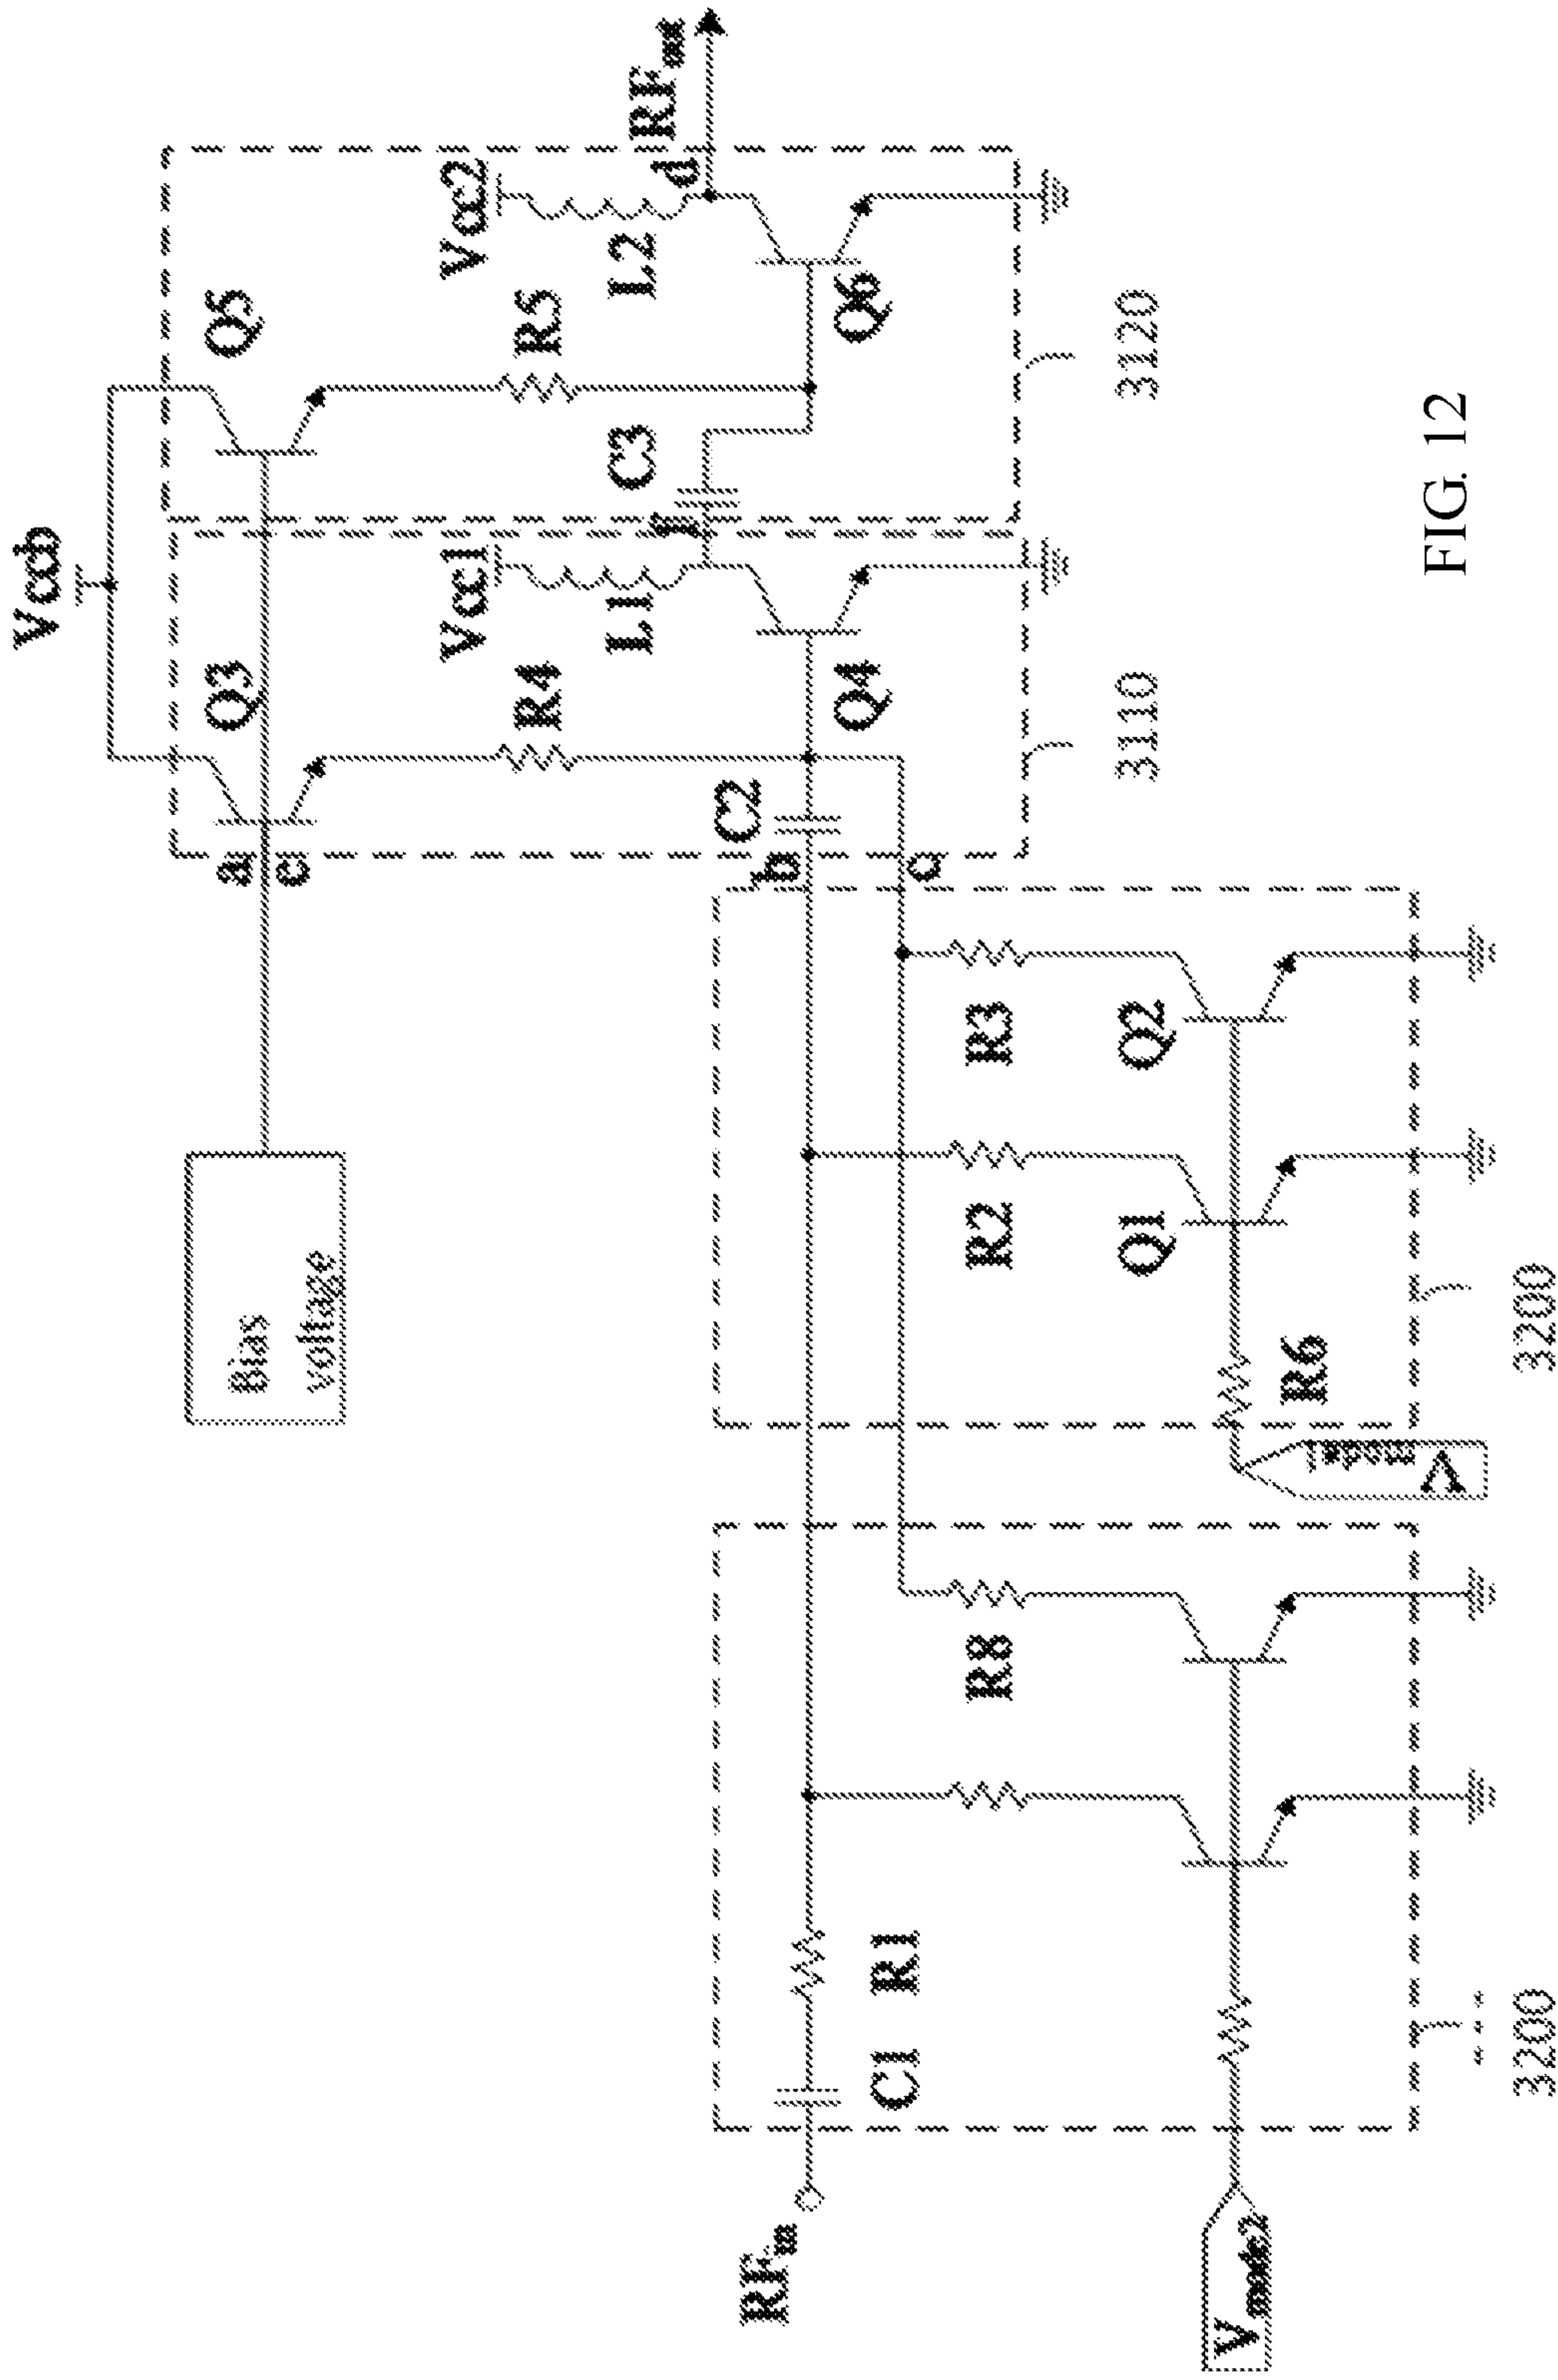 Vccb
Q3
Q5
a
e
Bias
voltage
Vcc1
Vcc2
R4
L1
R5
L2
C3
f
d
RFout
C2
b
Q4
Q6
c
3110
3120
RFin
C1
R1
R8
R2
R3
Q1
Q2
R6
Vmode1
Vmode2
3200
3200
FIG. 12